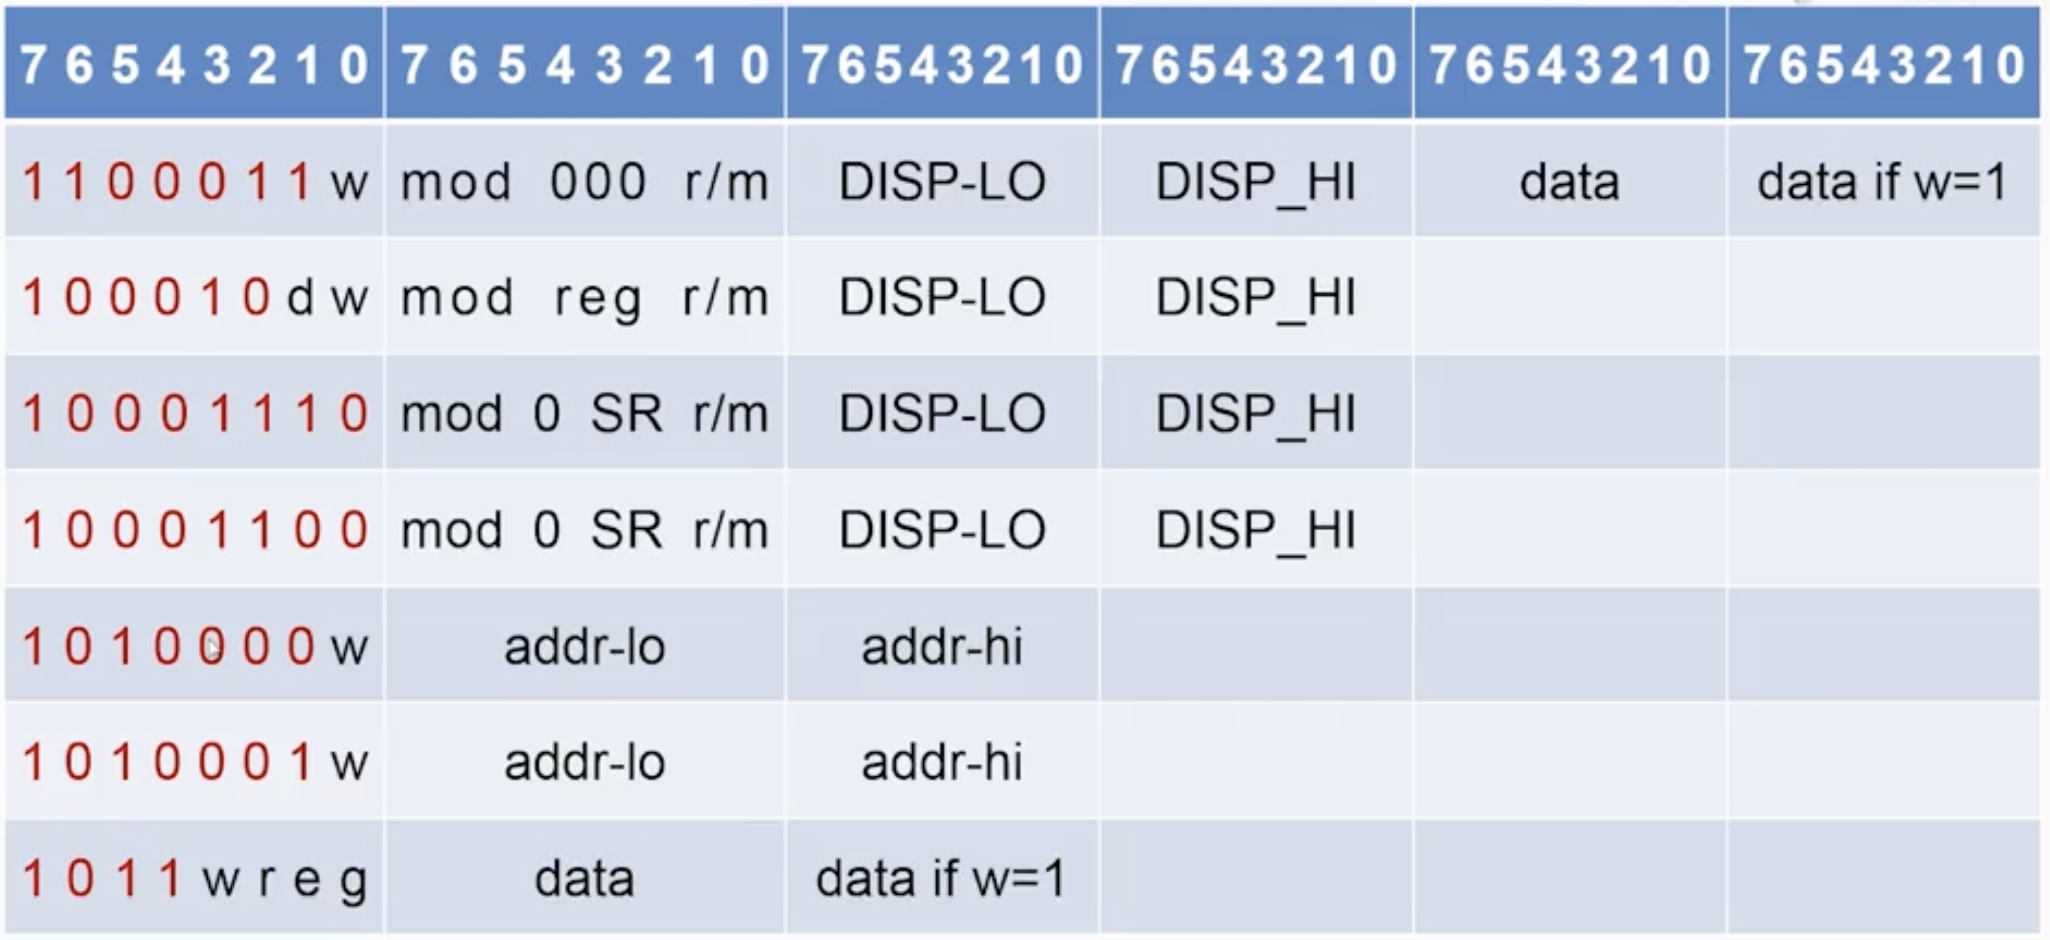 7 6 5 4 3 2 1 0 7 6 5 4 3 2 1 0 76543210 76543210 76543210 76543210
1 1 0 0 0 1 1 w mod 000 r/m DISP-LO DISP_HI data data if w=1
1 0 0 0 1 0 d w mod reg r/m DISP-LO DISP_HI
1 0 0 0 1 1 1 0 mod 0 SR r/m DISP-LO DISP_HI
1 0 0 0 1 1 0 0 mod 0 SR r/m DISP-LO DISP_HI
1 0 1 0 0 0 0 w addr-lo addr-hi
1 0 1 0 0 0 1 w addr-lo addr-hi
1 0 1 1 w r e g data data if w=1